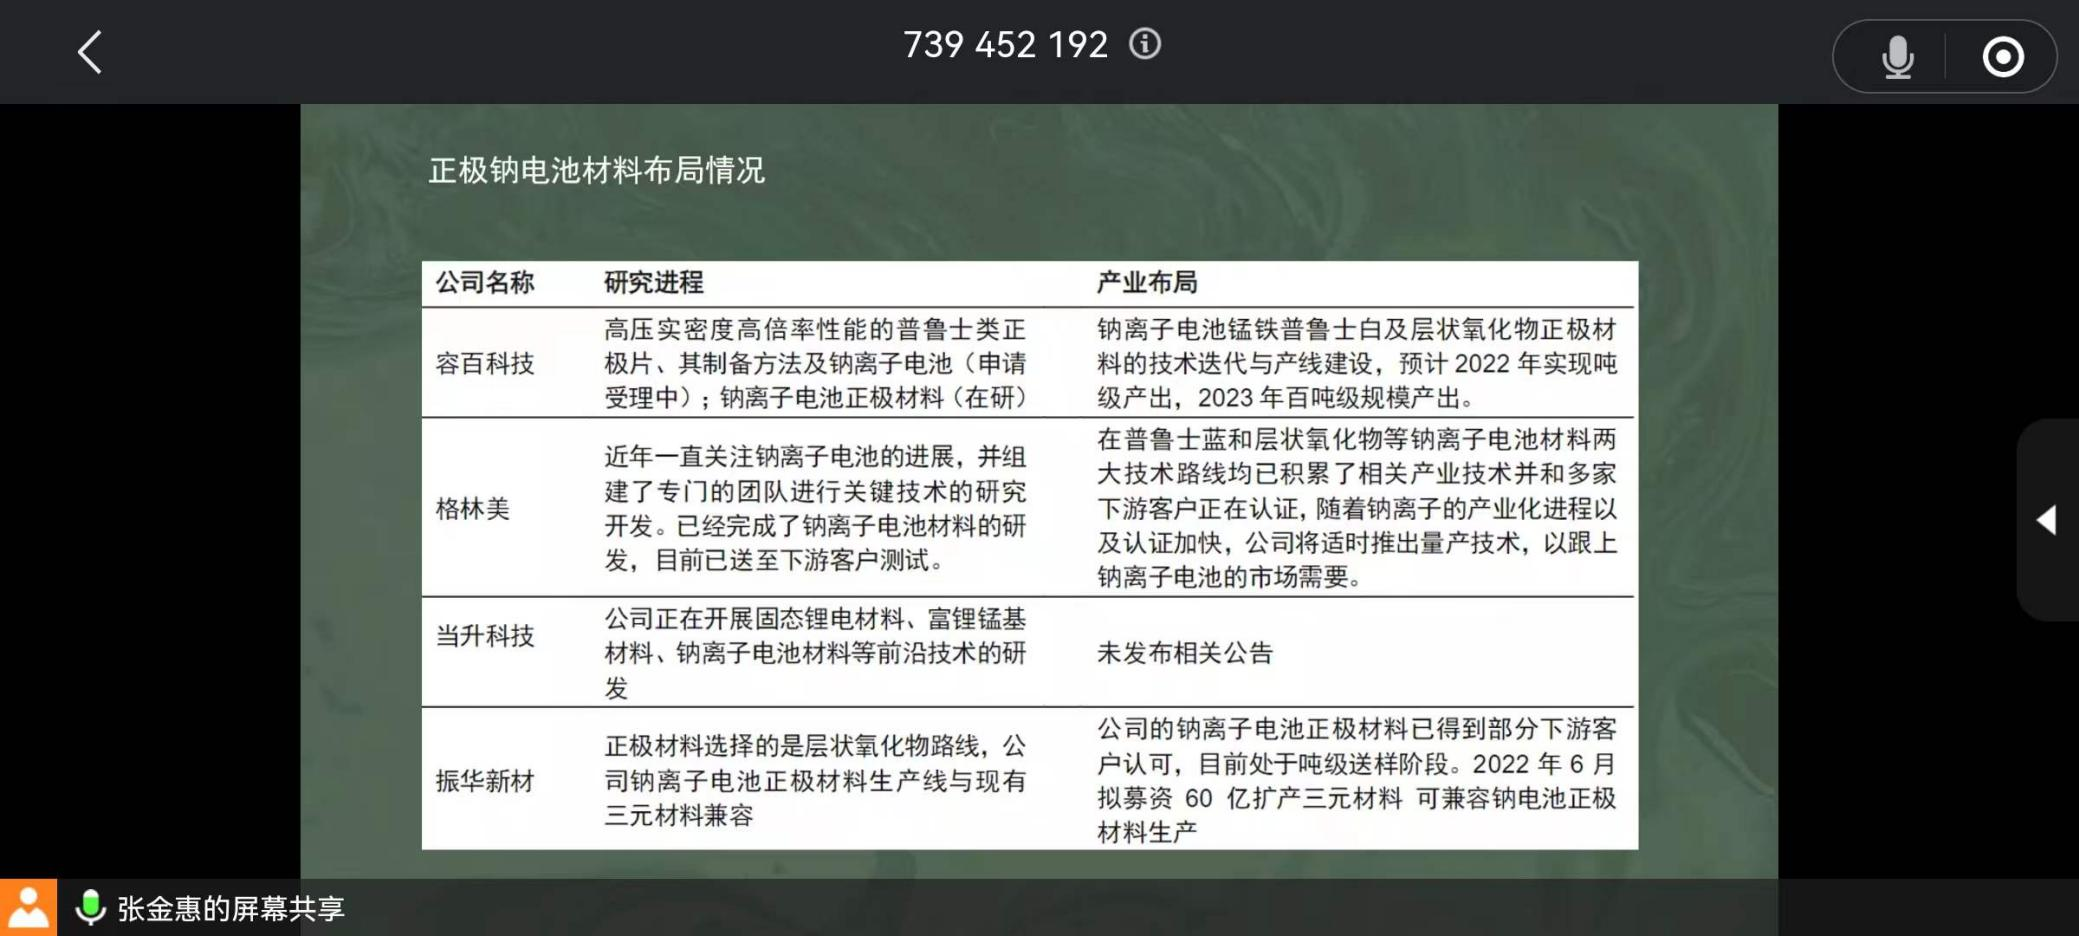 739 452 192
正极钠电池材料布局情况
公司名称 研究进程 产业布局
容百科技
高压实密度高倍率性能的普鲁士类正
极片、其制备方法及钠离子电池（申请
受理中）；钠离子电池正极材料（在研）
钠离子电池锰铁普鲁士白及层状氧化物正极材
料的技术迭代与产线建设，预计 2022 年实现吨
级产出，2023 年百吨级规模产出。
格林美
近年一直关注钠离子电池的进展，并组
建了专门的团队进行关键技术的研究
开发。已经完成了钠离子电池材料的研
发，目前已送至下游客户测试。
在普鲁士蓝和层状氧化物等钠离子电池材料两
大技术路线均已积累了相关产业技术并和多家
下游客户正在认证，随着钠离子的产业化进程以
及认证加快，公司将适时推出量产技术，以跟上
钠离子电池的市场需要。
当升科技
公司正在开展固态锂电材料、富锂锰基
材料、钠离子电池材料等前沿技术的研
发
未发布相关公告
振华新材
正极材料选择的是层状氧化物路线，公
司钠离子电池正极材料生产线与现有
三元材料兼容
公司的钠离子电池正极材料已得到部分下游客
户认可，目前处于吨级送样阶段。2022 年 6 月
拟募资 60 亿扩产三元材料 可兼容钠电池正极
材料生产
张金惠的屏幕共享